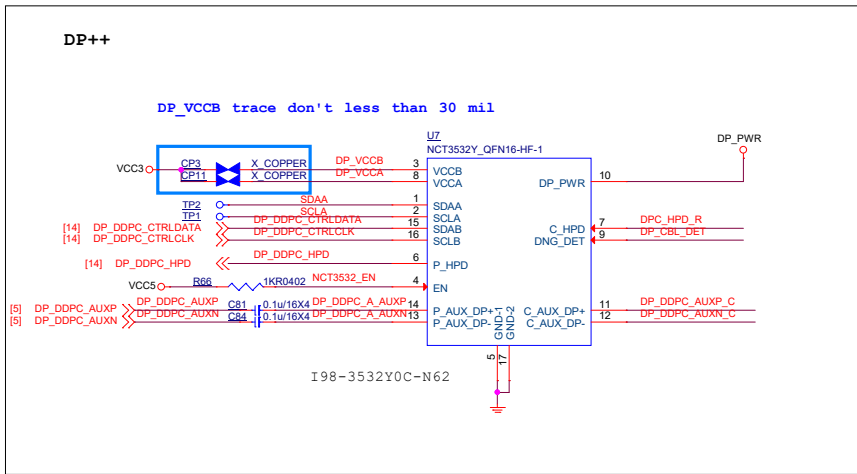 DP++
DP_VCCB trace don't less than 30 mil
U7
NCT3532Y_QFN16-HF-1
DP_PWR
VCC3
CP3 X_COPPER DP_VCCB 3 VCCB
CP11 X_COPPER DP_VCCA 8 VCCA
DP_PWR 10
TP2 SDAA 1 SDAA
TP1 SCLA 2 SCLA
[14] DP_DDPC_CTRLDATA DP_DDPC_CTRLDATA 15 SDAB
[14] DP_DDPC_CTRLCLK DP_DDPC_CTRLCLK 16 SCLB
C_HPD 7 DPC_HPD_R
DNG_DET 9 DP_CBL_DET
[14] DP_DDPC_HPD DP_DDPC_HPD 6 P_HPD
VCC5 R66 1KR0402 NCT3532_EN 4 EN
[5] DP_DDPC_AUXP DP_DDPC_AUXP C81 0.1u/16X4 DP_DDPC_A_AUXP 14 P_AUX_DP+
[5] DP_DDPC_AUXN DP_DDPC_AUXN C84 0.1u/16X4 DP_DDPC_A_AUXN 13 P_AUX_DP-
GND-1
GND-2
C_AUX_DP+ 11 DP_DDPC_AUXP_C
C_AUX_DP- 12 DP_DDPC_AUXN_C
5
17
I98-3532Y0C-N62